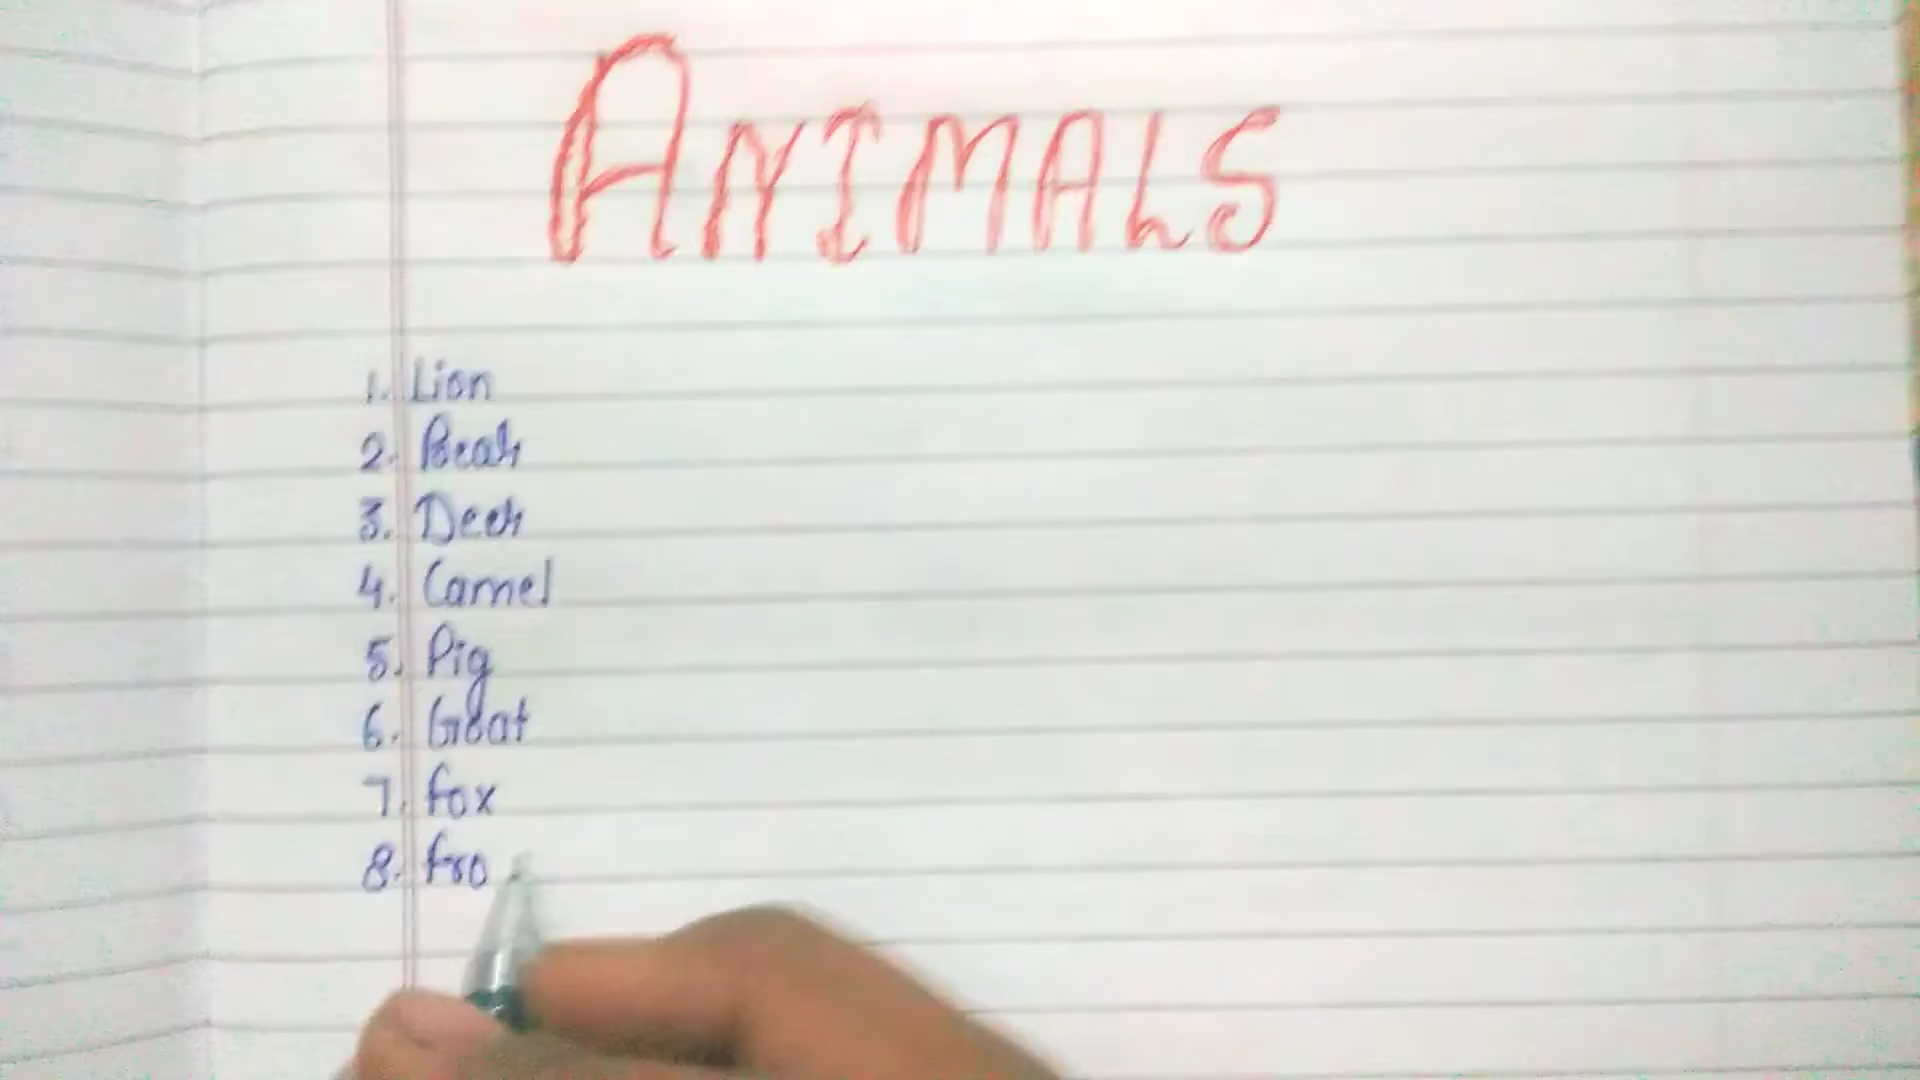 ANIMALS
1. Lion
2. Bear
3. Deer
4. Camel
5. Pig
6. Goat
7. Fox
8. Fro